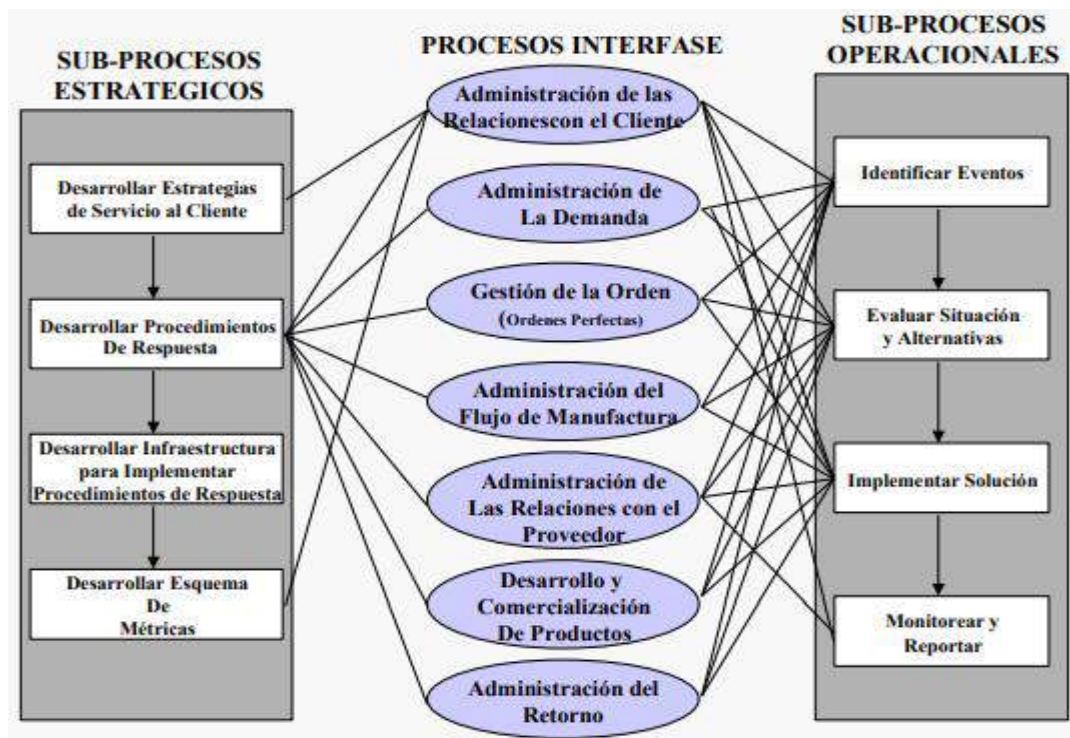 SUB-PROCESOS
ESTRATEGICOS
Desarrollar Estrategias
de Servicio al Cliente
Desarrollar Procedimientos
De Respuesta
Desarrollar Infraestructura
para Implementar
Procedimientos de Respuesta
Desarrollar Esquema
De
Métricas
PROCESOS INTERFASE
Administración de las
Relacionescon el Cliente
Administración de
La Demanda
Gestión de la Orden
(Ordenes Perfectas)
Administración del
Flujo de Manufactura
Administración de
Las Relaciones con el
Proveedor
Desarrollo y
Comercialización
De Productos
Administración del
Retorno
SUB-PROCESOS
OPERACIONALES
Identificar Eventos
Evaluar Situación
y Alternativas
Implementar Solución
Monitorear y
Reportar